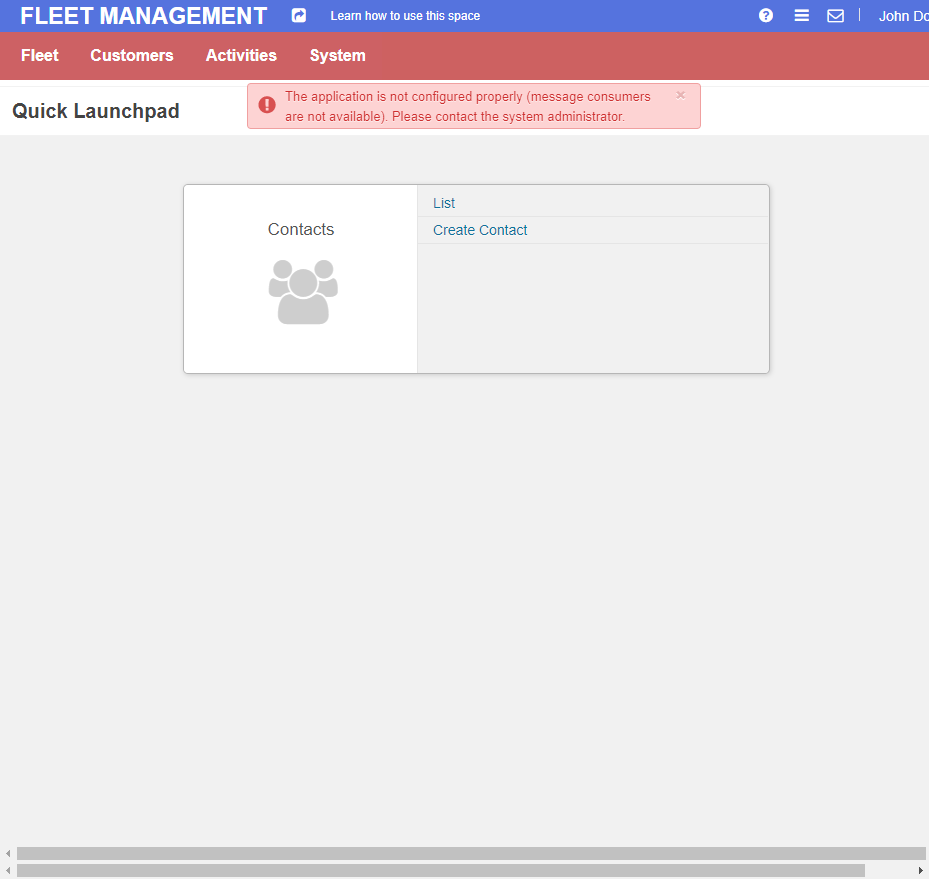 FLEET MANAGEMENT
Learn how to use this space
John Do
Fleet
Customers
Activities
System
Quick Launchpad
The application is not configured properly (message consumers
are not available). Please contact the system administrator.
×
Contacts
List
Create Contact